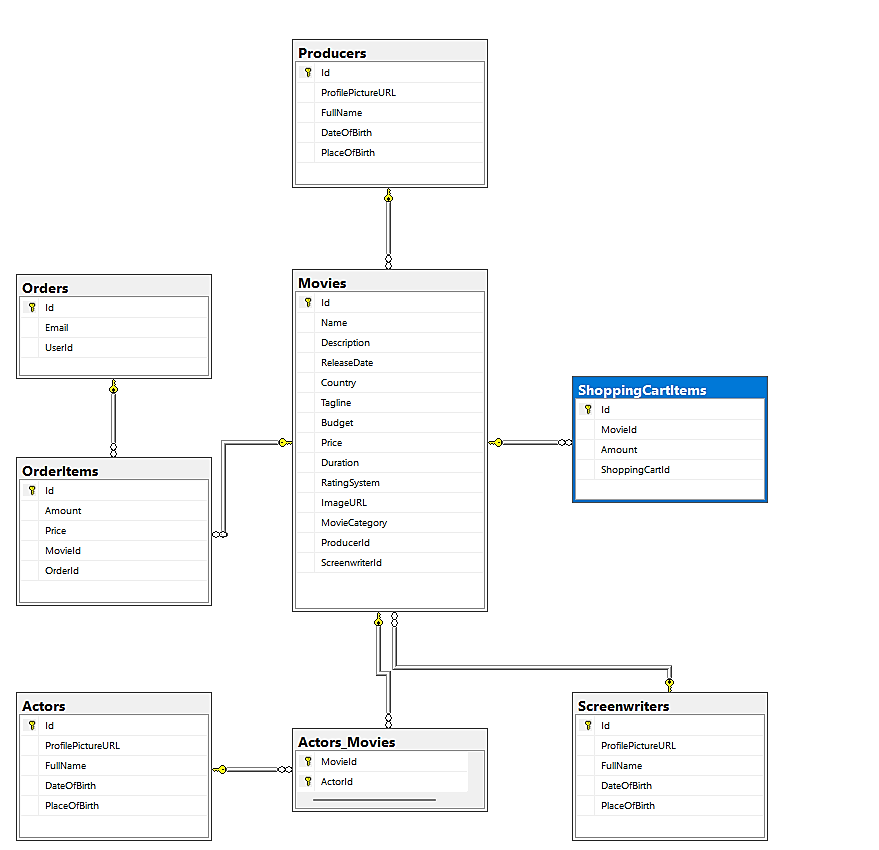 Producers
Id
ProfilePictureURL
FullName
DateOfBirth
PlaceOfBirth
Orders
Id
Email
UserId
Movies
Id
Name
Description
ReleaseDate
Country
Tagline
Budget
Price
Duration
RatingSystem
ImageURL
MovieCategory
ProducerId
ScreenwriterId
ShoppingCartItems
Id
MovieId
Amount
ShoppingCartId
OrderItems
Id
Amount
Price
MovieId
OrderId
Actors
Id
ProfilePictureURL
FullName
DateOfBirth
PlaceOfBirth
Actors_Movies
MovieId
ActorId
Screenwriters
Id
ProfilePictureURL
FullName
DateOfBirth
PlaceOfBirth